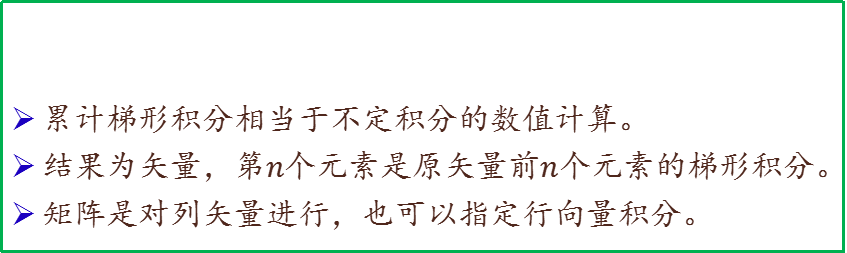 ➢ 累计梯形积分相当于不定积分的数值计算。
➢ 结果为矢量，第n个元素是原矢量前n个元素的梯形积分。
➢ 矩阵是对列矢量进行，也可以指定行向量积分。